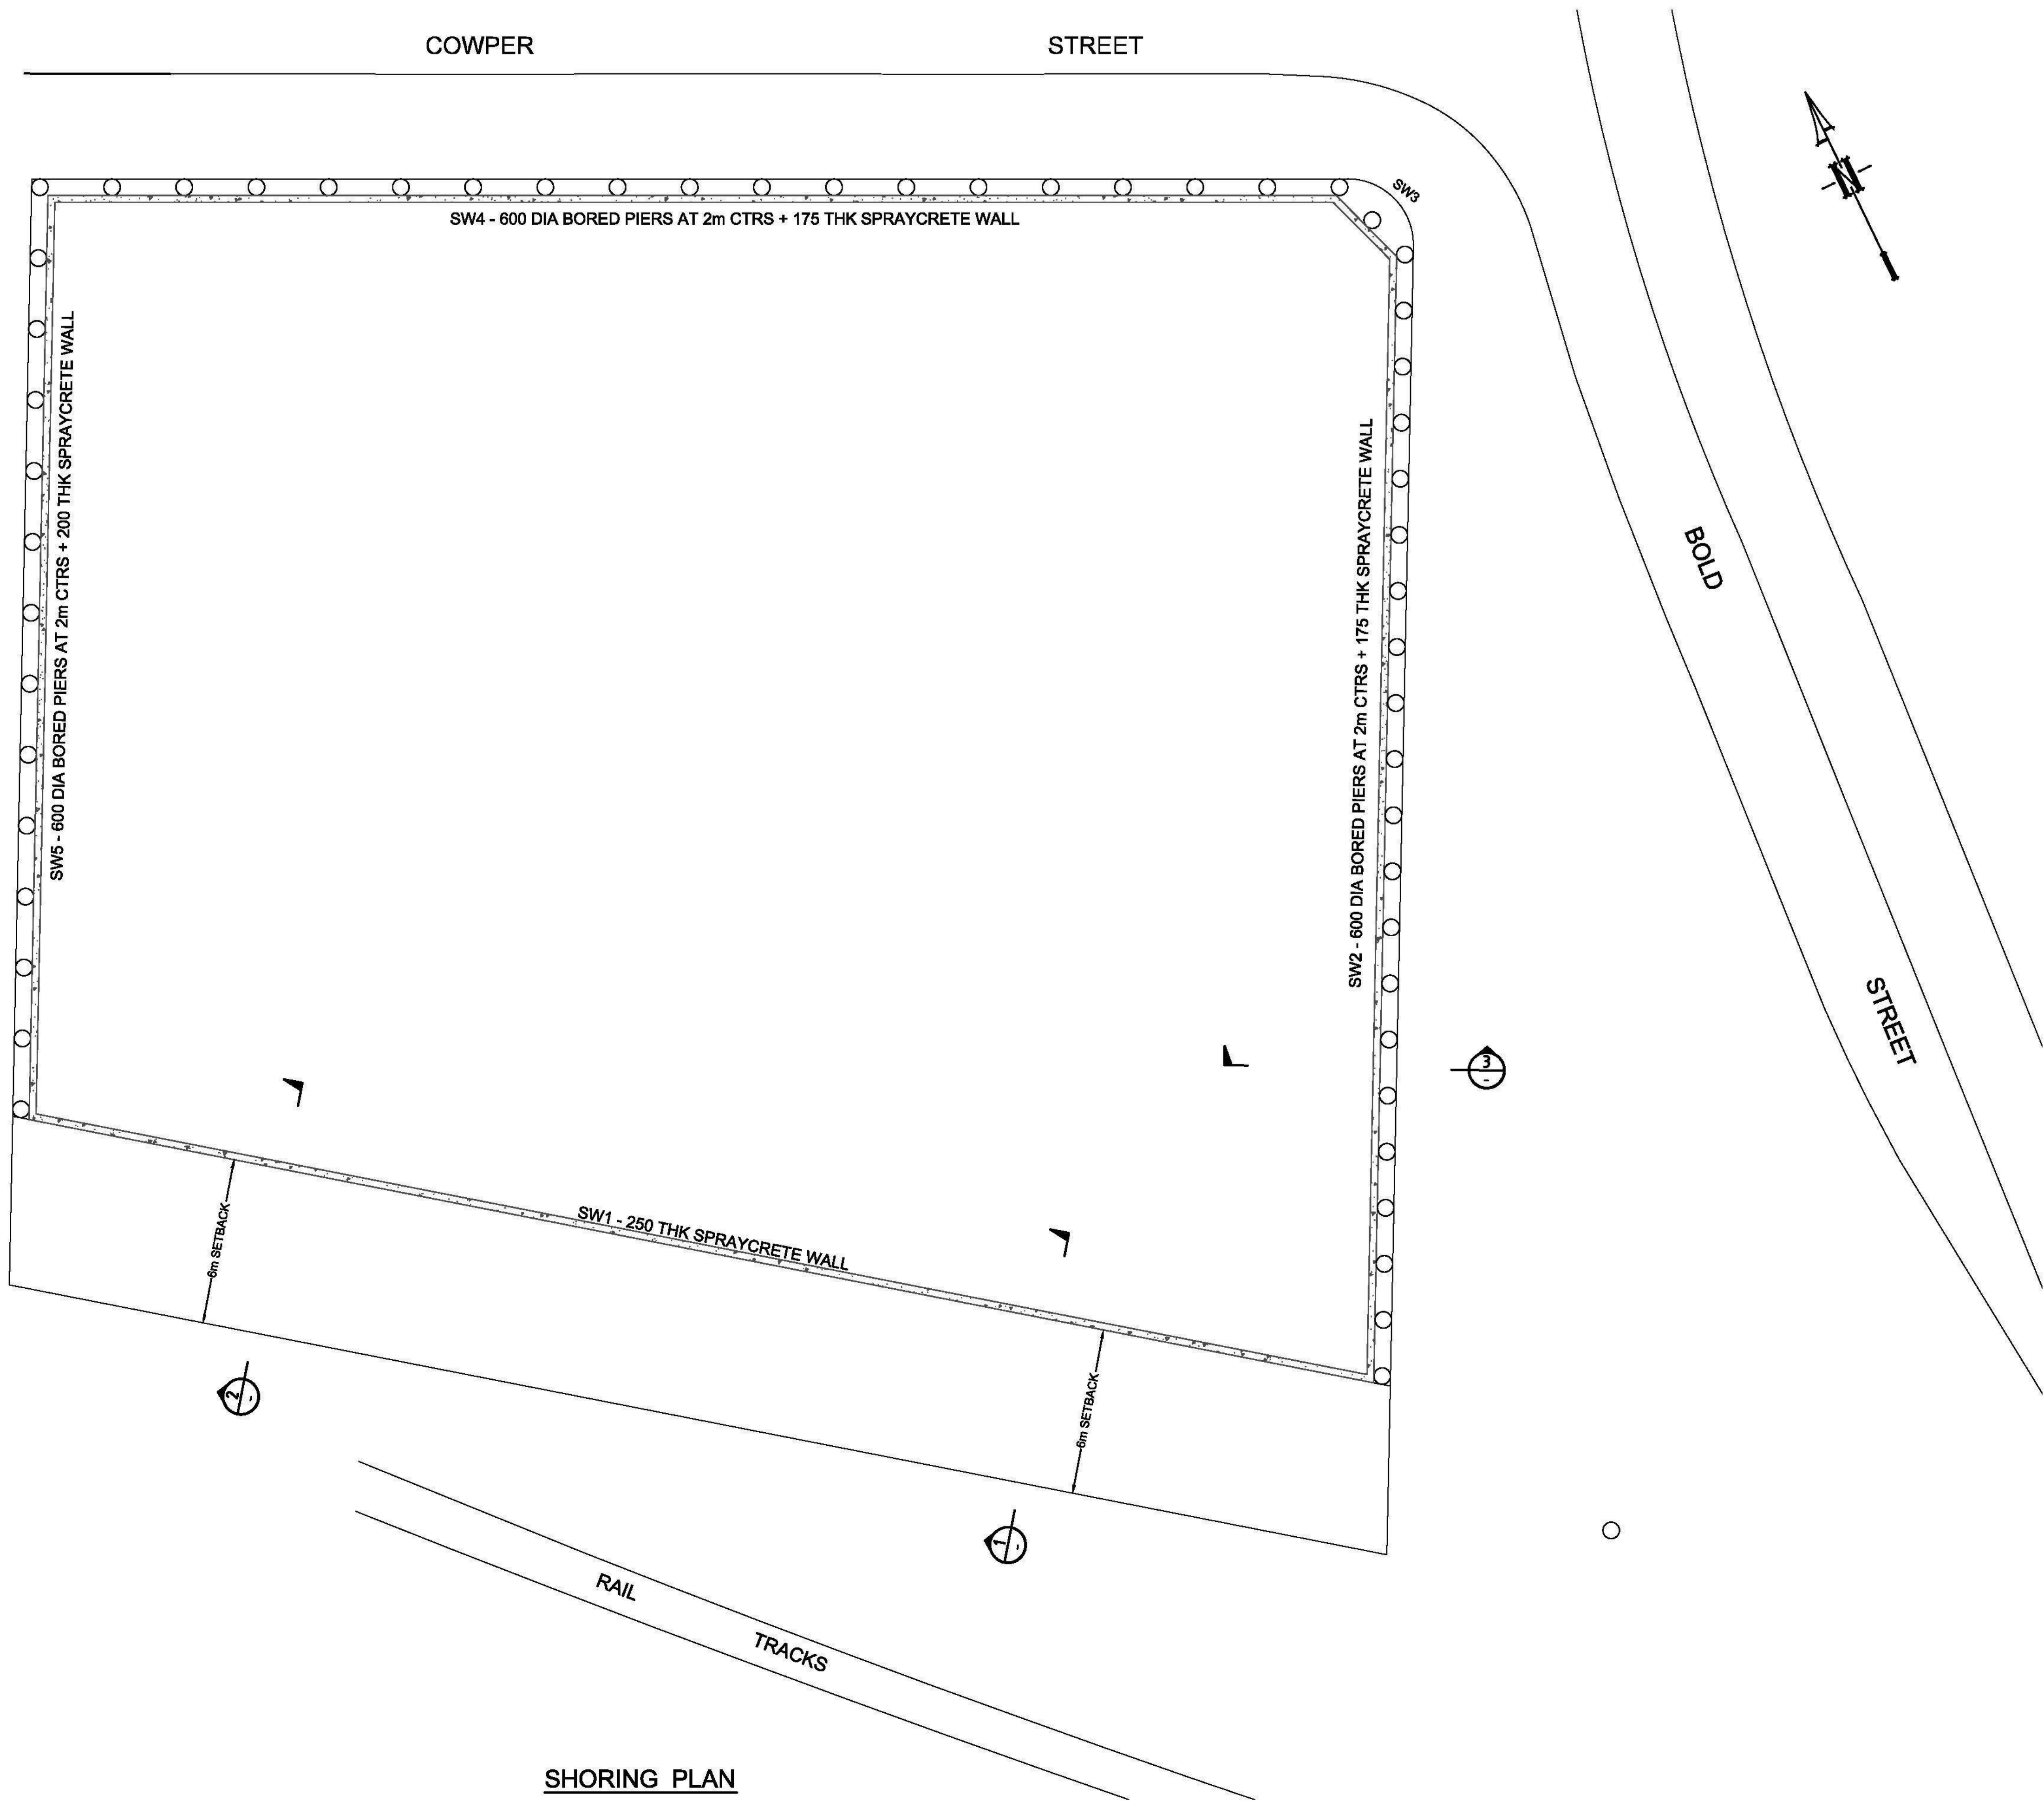 COWPER STREET
N
SW3
SW4 - 600 DIA BORED PIERS AT 2m CTRS + 175 THK SPRAYCRETE WALL
SW5 - 600 DIA BORED PIERS AT 2m CTRS + 200 THK SPRAYCRETE WALL
SW2 - 600 DIA BORED PIERS AT 2m CTRS + 175 THK SPRAYCRETE WALL
BOLD
STREET
3
-
SW1 - 250 THK SPRAYCRETE WALL
6m SETBACK
6m SETBACK
2
-
1
-
RAIL
TRACKS
SHORING PLAN